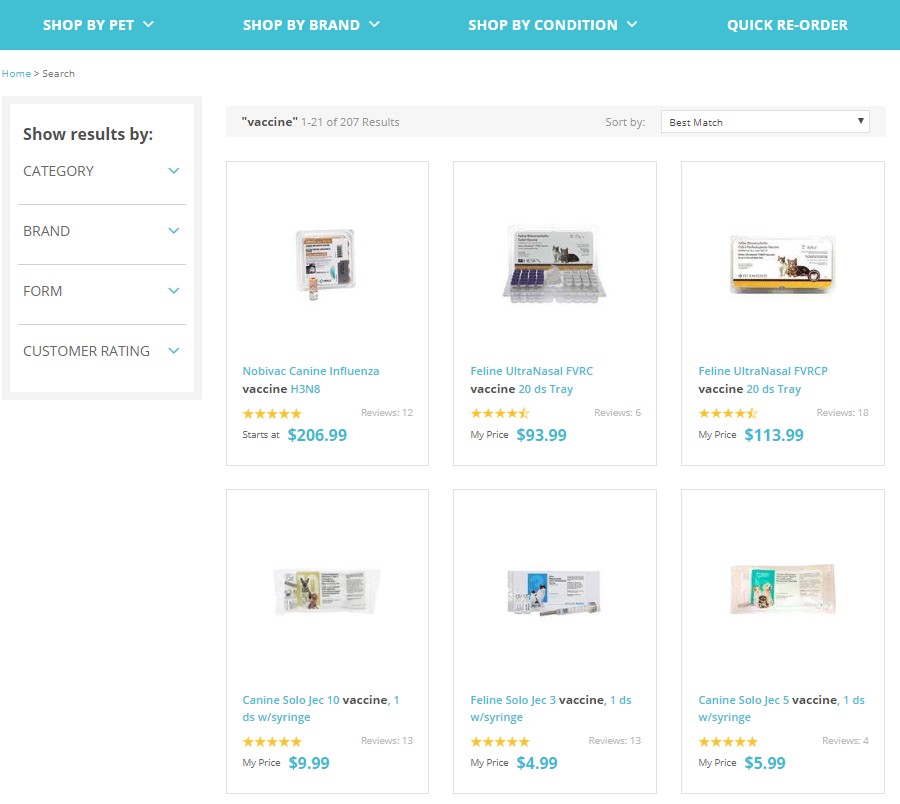 SHOP BY PET
SHOP BY BRAND
SHOP BY CONDITION
QUICK RE-ORDER
Home > Search
Show results by:
CATEGORY
BRAND
FORM
CUSTOMER RATING
"vaccine" 1-21 of 207 Results
Sort by:
Best Match
Nobivac Canine Influenza
vaccine H3N8
Reviews: 12
Starts at $206.99
Feline UltraNasal FVRC
vaccine 20 ds Tray
Reviews: 6
My Price $93.99
Feline UltraNasal FVRCP
vaccine 20 ds Tray
Reviews: 18
My Price $113.99
Canine Solo Jec 10 vaccine, 1
ds w/syringe
Reviews: 13
My Price $9.99
Feline Solo Jec 3 vaccine, 1 ds
w/syringe
Reviews: 13
My Price $4.99
Canine Solo Jec 5 vaccine, 1 ds
w/syringe
Reviews: 4
My Price $5.99